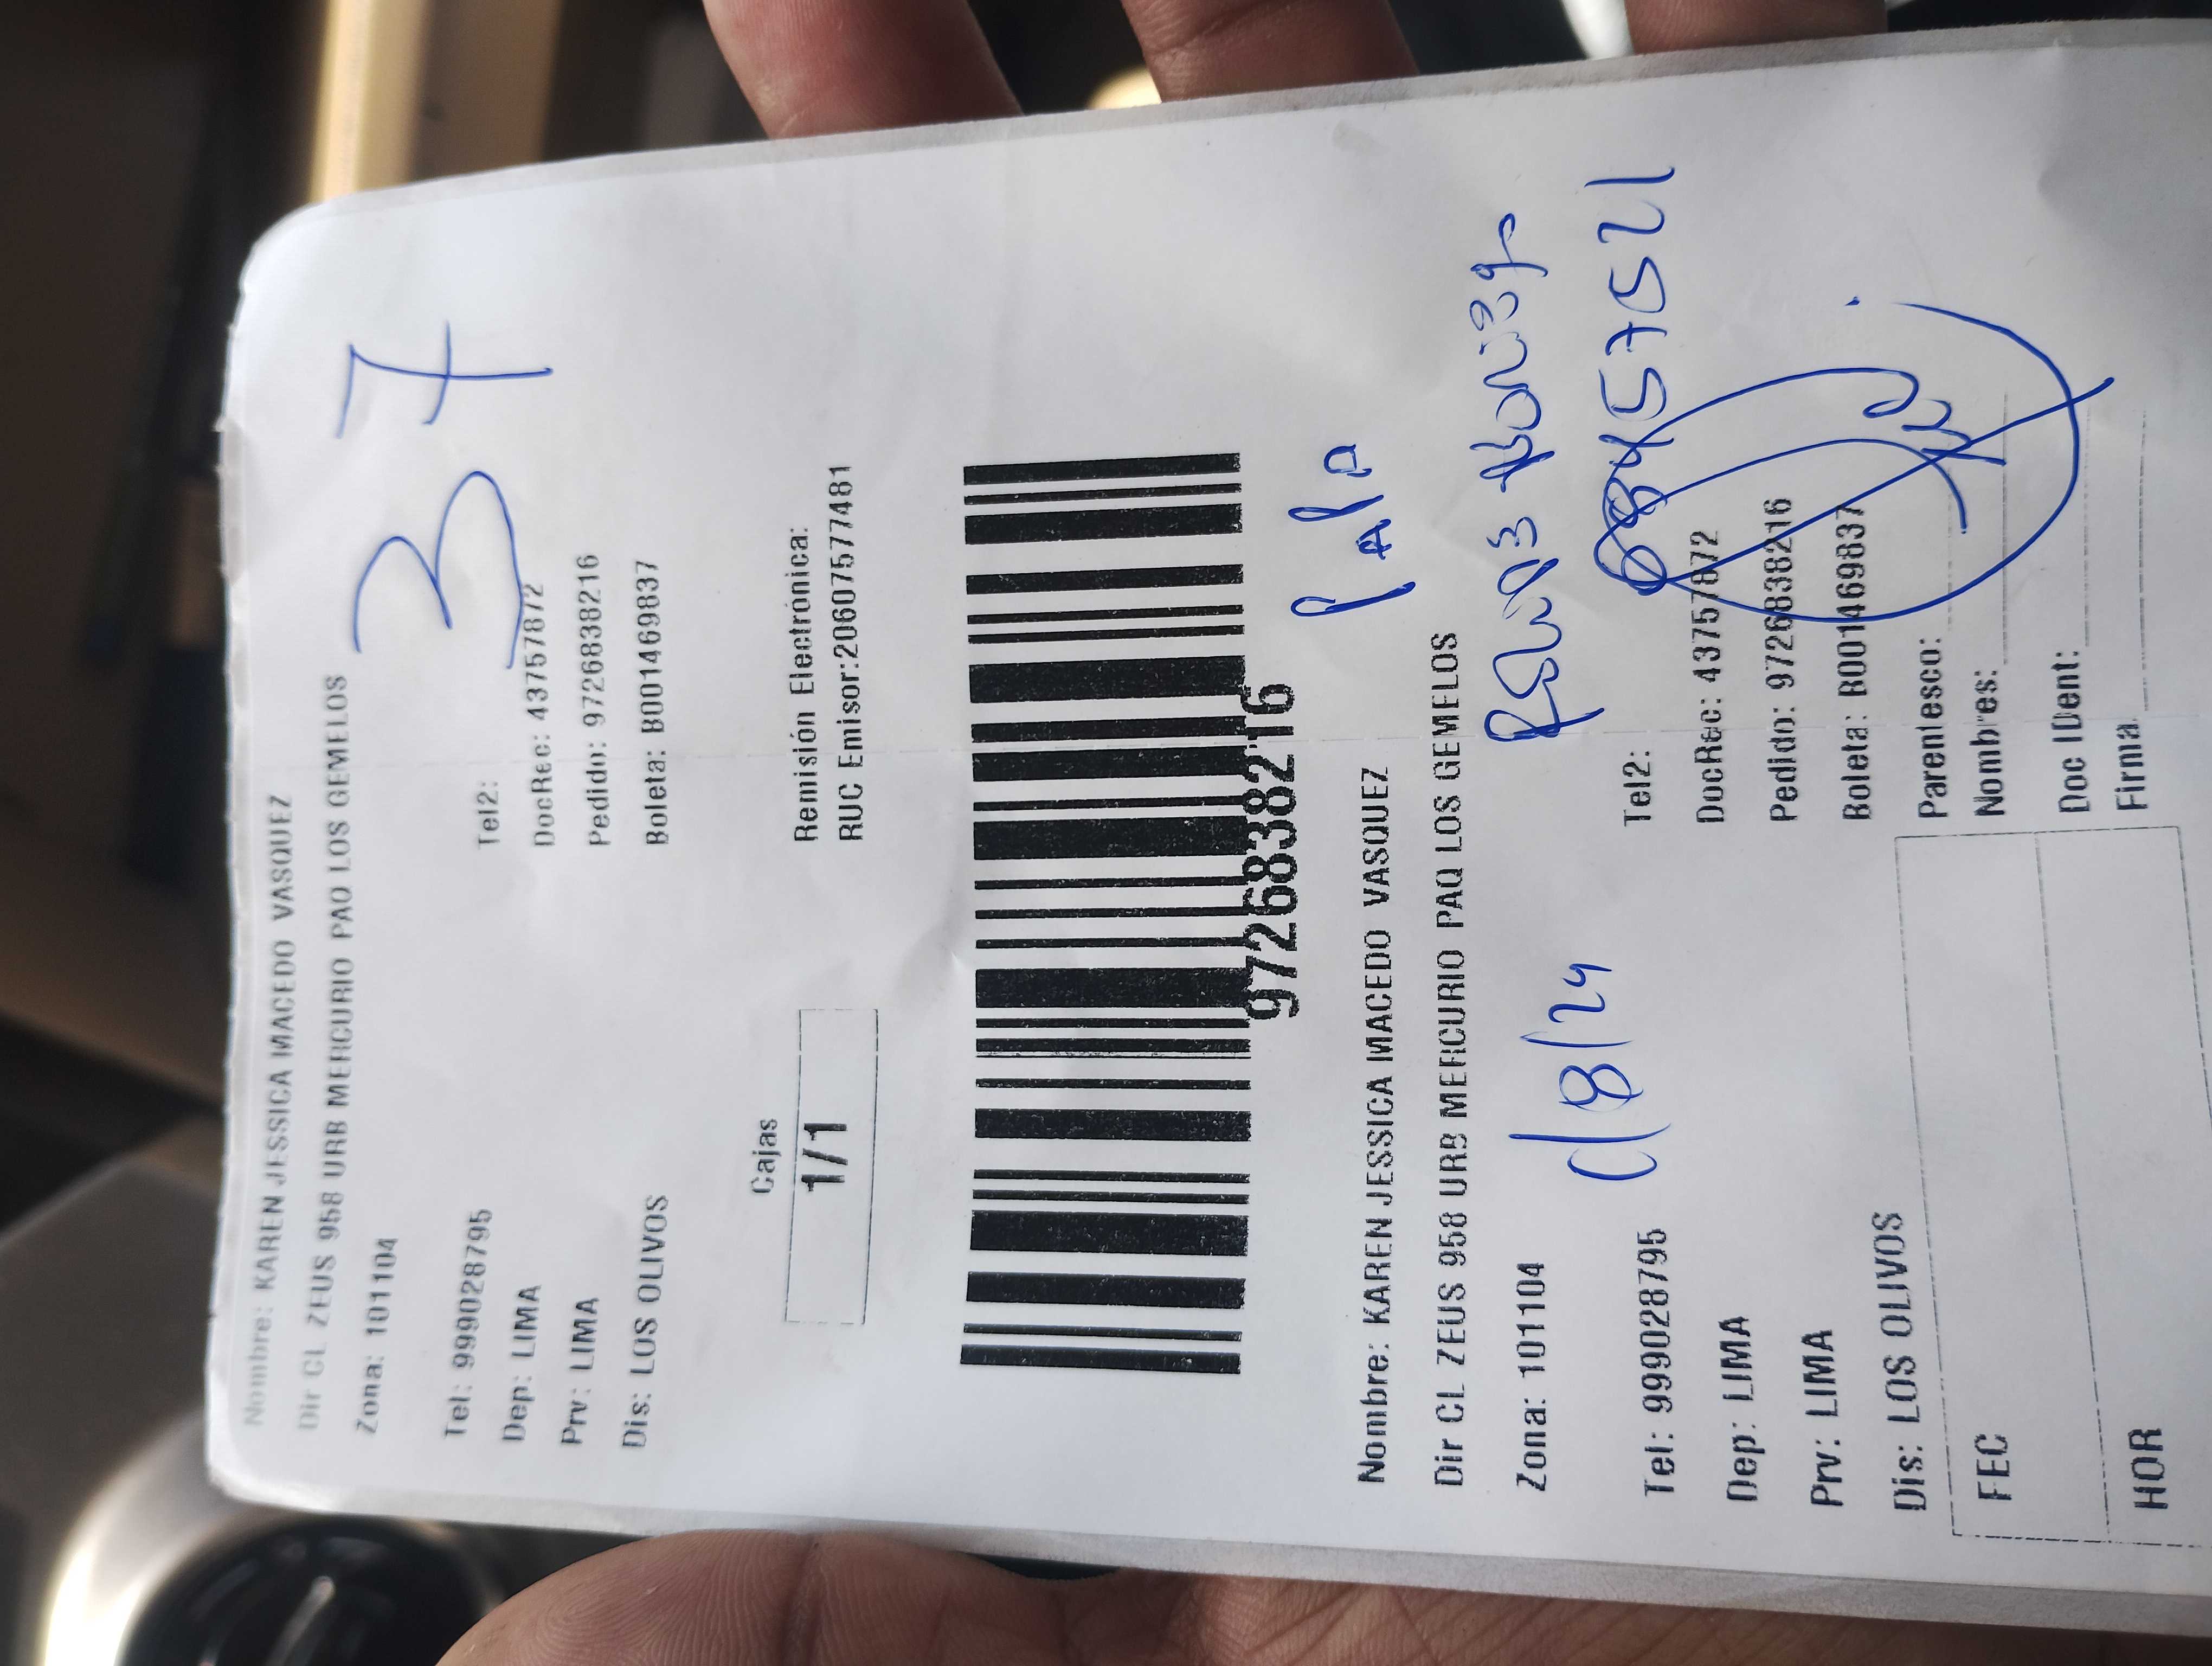 Nombre: KAREN JESSICA MACEDO VASQUEZ
Dir CL ZEUS 958 URB MERCURIO PAQ LOS GEMELOS
Zona: 101104
37
Tel: 999028795 Tel2:
Dep: LIMA DocRec: 43757872
Prv: LIMA Pedido: 9726838216
Dis: LOS OLIVOS Boleta: B001469837
Cajas Remisión Electrónica:
1/1 RUC Emisor:20607577481
9726838216
Nombre: KAREN JESSICA MACEDO VASQUEZ
Dir CL ZEUS 958 URB MERCURIO PAQ LOS GEMELOS
Zona: 101104
Tel: 999028795 Tel2:
Dep: LIMA DocRec: 43757872
Prv: LIMA Pedido: 9726838216
Dis: LOS OLIVOS Boleta: B001469837
FEC Parentesco:
Nombres:
HOR Doc IDent:
Firma: